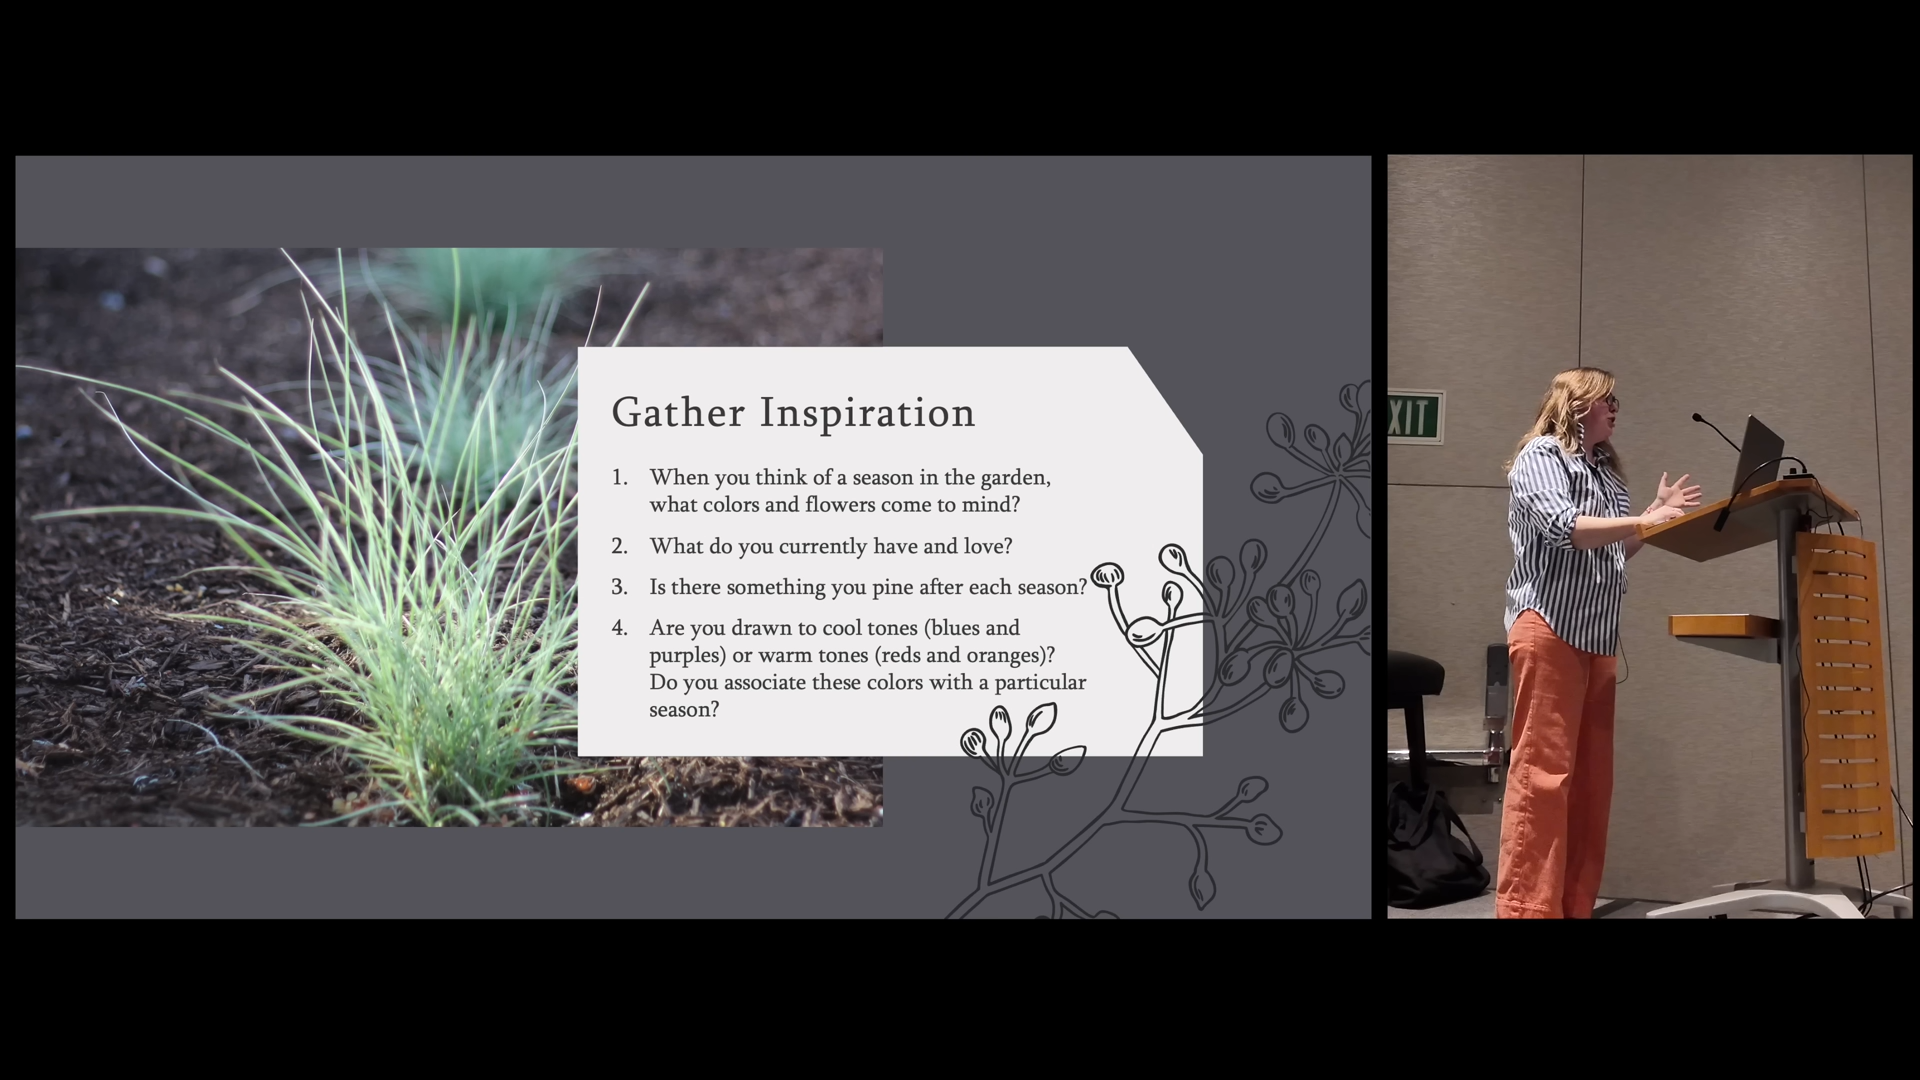 Gather Inspiration
1. When you think of a season in the garden,
what colors and flowers come to mind?
2. What do you currently have and love?
3. Is there something you pine after each season?
4. Are you drawn to cool tones (blues and
purples) or warm tones (reds and oranges)?
Do you associate these colors with a particular
season?
XIT